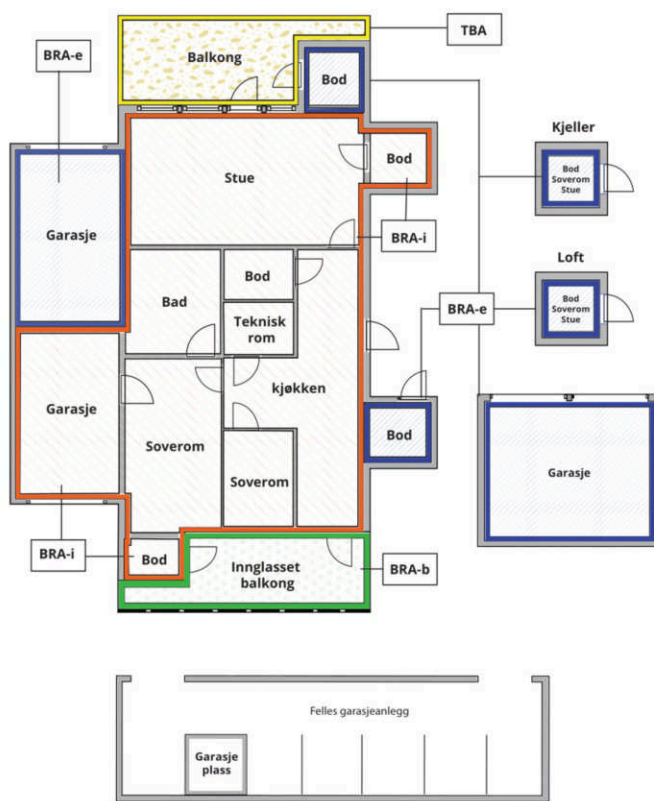 TBA
BRA-e
Balkong
Bod
Kjeller
Bod
Soverom
Stue
Bod
Stue
Garasje
BRA-i
Loft
Bod
Soverom
Stue
Bod
Bad
BRA-e
Teknisk
rom
kjøkken
Garasje
Bod
Soverom
Garasje
Soverom
BRA-i
Bod
Innglasset
balkong
BRA-b
Felles garasjeanlegg
Garasje
plass